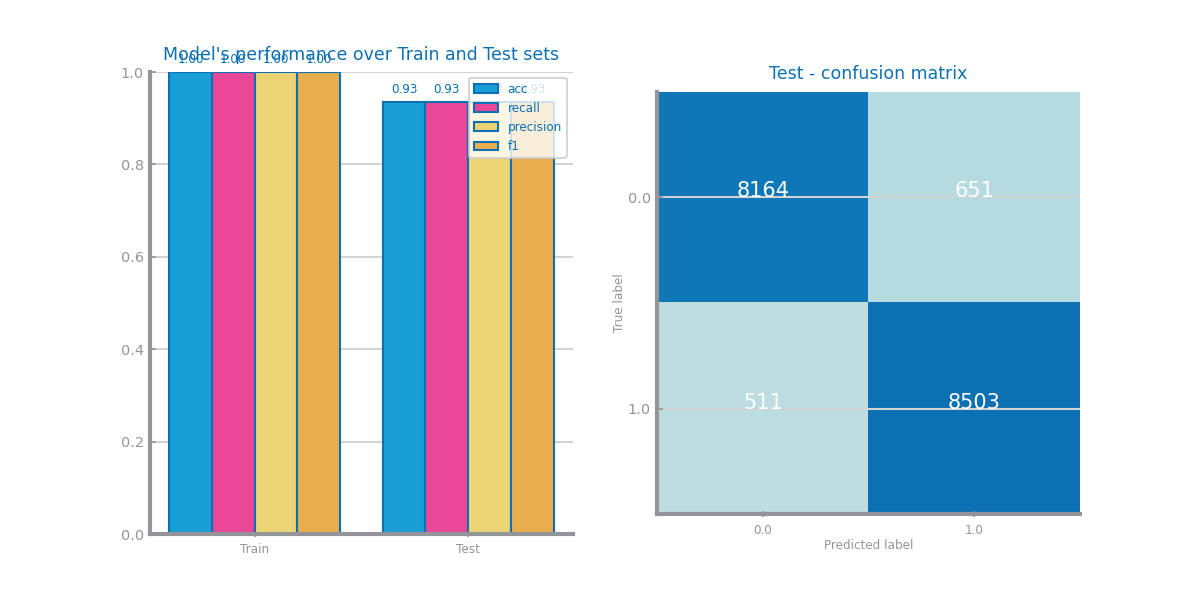 Model's performance over Train and Test sets
1.00 1.00 1.00 1.00
1.0
0.93 0.93 0.93
acc
recall
precision
f1
0.8
0.6
0.4
0.2
0.0
Train Test
Test - confusion matrix
8164 651
0.0
True label
511 8503
1.0
0.0 1.0
Predicted label